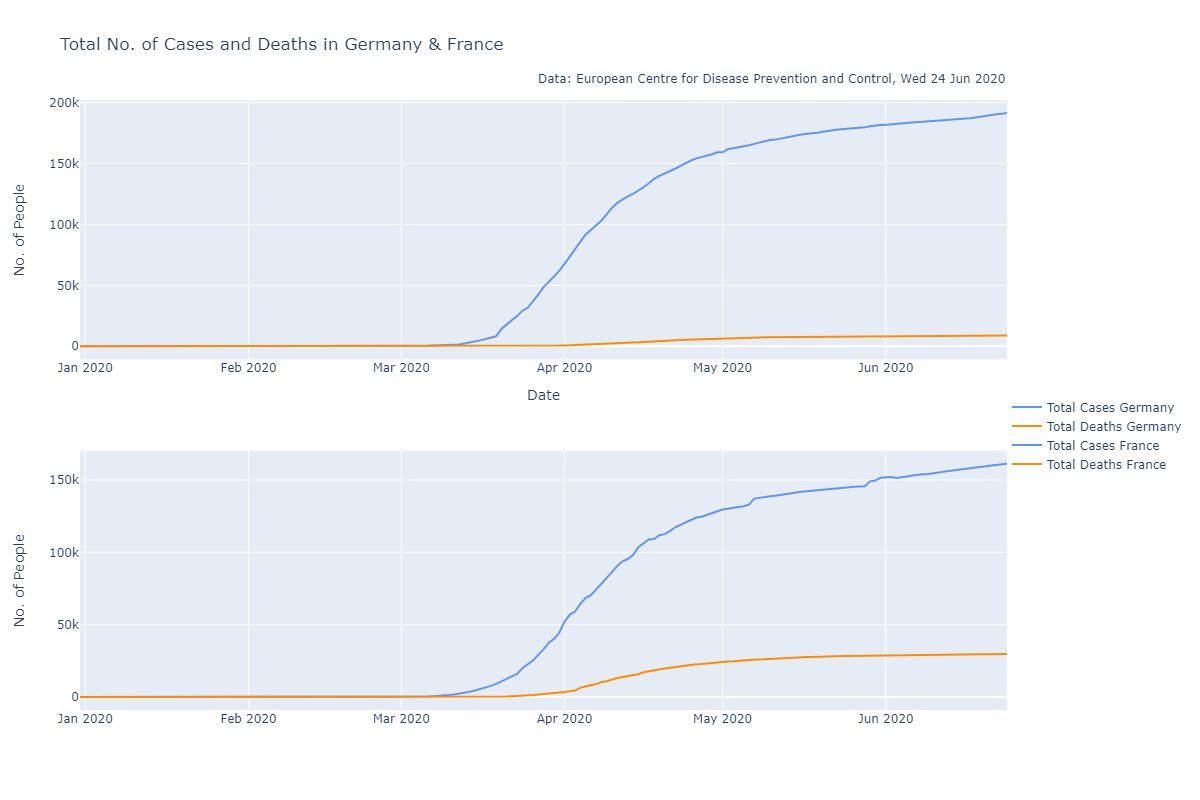 Total No. of Cases and Deaths in Germany & France
Data: European Centre for Disease Prevention and Control, Wed 24 Jun 2020
No. of People
200k
150k
100k
50k
0
Jan 2020 Feb 2020 Mar 2020 Apr 2020 May 2020 Jun 2020
Date
Total Cases Germany
Total Deaths Germany
Total Cases France
Total Deaths France
No. of People
150k
100k
50k
0
Jan 2020 Feb 2020 Mar 2020 Apr 2020 May 2020 Jun 2020